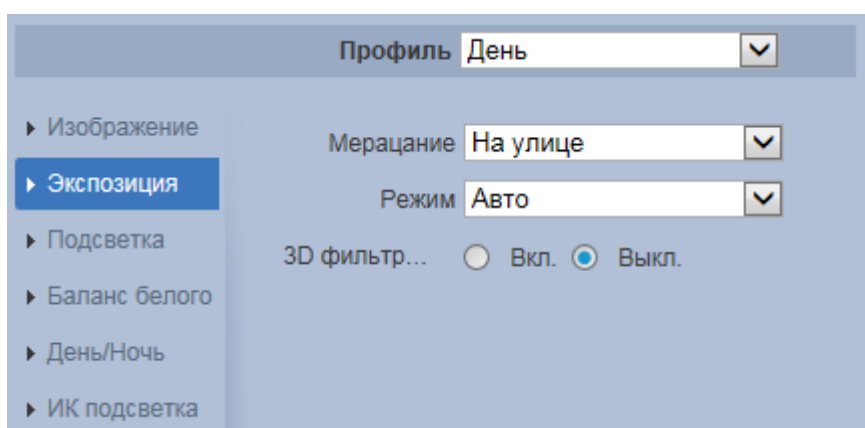 Профиль День
Изображение
Мерацание На улице
Экспозиция
Режим Авто
Подсветка
3D фильтр... Вкл. Выкл.
Баланс белого
День/Ночь
ИК подсветка